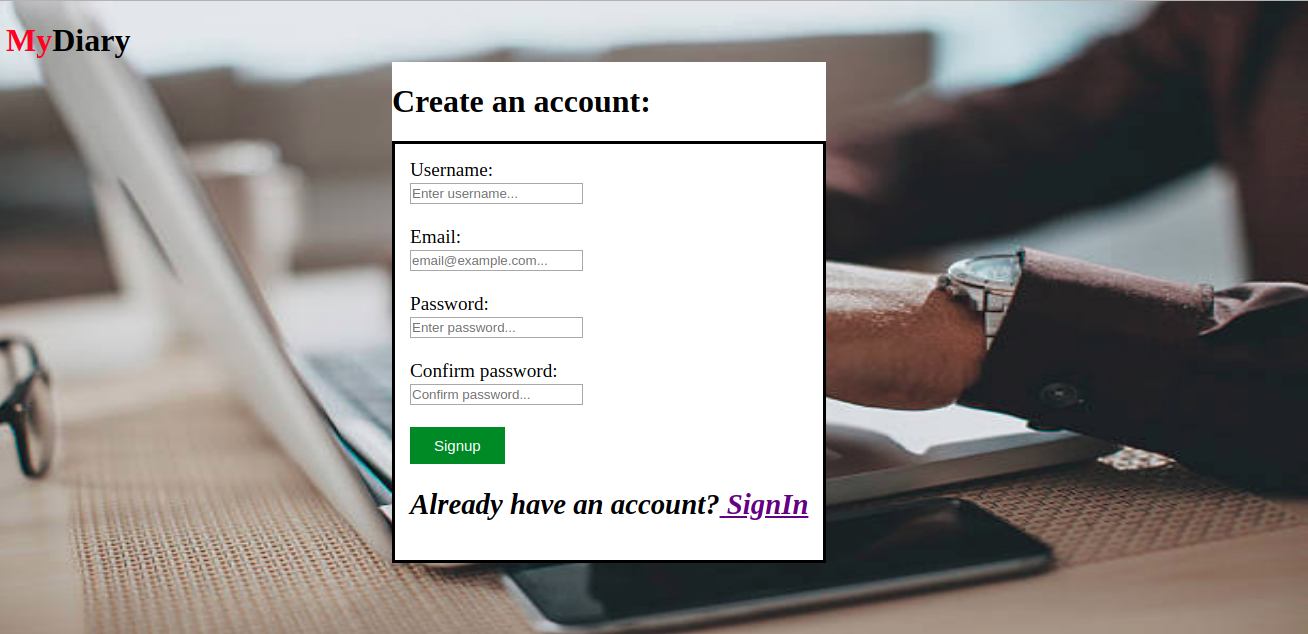 MyDiary
Create an account:
Username:
Enter username...
Email:
email@example.com...
Password:
Enter password...
Confirm password:
Confirm password...
Signup
Already have an account? SignIn